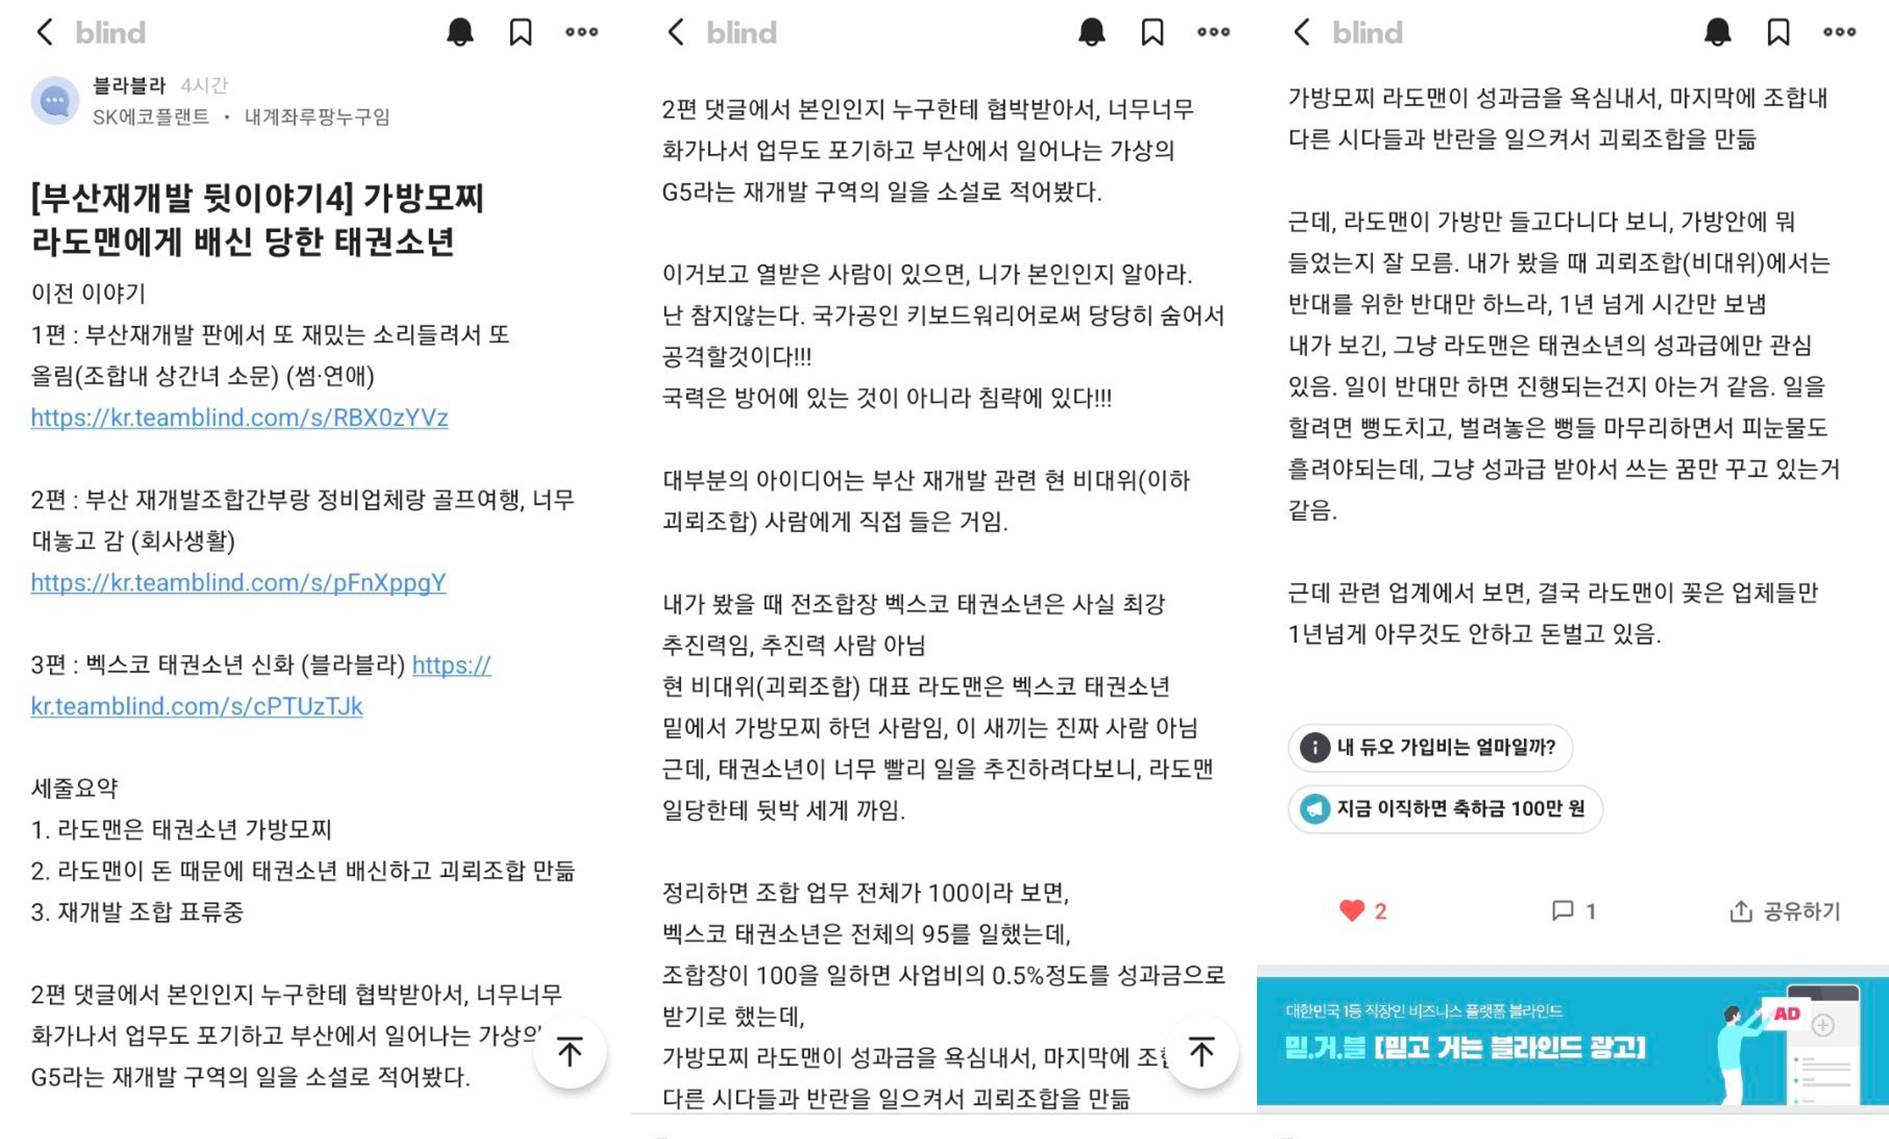 blind
블라블라 4시간
SK에코플랜트 • 내계좌루팡누구임
[부산재개발 뒷이야기4] 가방모찌
라도맨에게 배신 당한 태권소년
이전 이야기
1편 : 부산재개발 판에서 또 재밌는 소리들려서 또
올림(조합내 상간녀 소문) (썸·연애)
https://kr.teamblind.com/s/RBX0zYVz
2편 : 부산 재개발조합간부랑 정비업체랑 골프여행, 너무
대놓고 감 (회사생활)
https://kr.teamblind.com/s/pFnXppgY
3편 : 벡스코 태권소년 신화 (블라블라) https://
kr.teamblind.com/s/cPTUzTJk
세줄요약
1. 라도맨은 태권소년 가방모찌
2. 라도맨이 돈 때문에 태권소년 배신하고 괴뢰조합 만듦
3. 재개발 조합 표류중
2편 댓글에서 본인인지 누구한테 협박받아서, 너무너무
화가나서 업무도 포기하고 부산에서 일어나는 가상의
G5라는 재개발 구역의 일을 소설로 적어봤다.
blind
2편 댓글에서 본인인지 누구한테 협박받아서, 너무너무
화가나서 업무도 포기하고 부산에서 일어나는 가상의
G5라는 재개발 구역의 일을 소설로 적어봤다.
이거보고 열받은 사람이 있으면, 니가 본인인지 알아라.
난 참지않는다. 국가공인 키보드워리어로써 당당히 숨어서
공격할것이다!!!
국력은 방어에 있는 것이 아니라 침략에 있다!!!
대부분의 아이디어는 부산 재개발 관련 현 비대위(이하
괴뢰조합) 사람에게 직접 들은 거임.
내가 봤을 때 전조합장 벡스코 태권소년은 사실 최강
추진력임, 추진력 사람 아님
현 비대위(괴뢰조합) 대표 라도맨은 벡스코 태권소년
밑에서 가방모찌 하던 사람임, 이 새끼는 진짜 사람 아님
근데, 태권소년이 너무 빨리 일을 추진하려다보니, 라도맨
일당한테 뒷박 세게 까임.
정리하면 조합 업무 전체가 100이라 보면,
벡스코 태권소년은 전체의 95를 일했는데,
조합장이 100을 일하면 사업비의 0.5%정도를 성과금으로
받기로 했는데,
가방모찌 라도맨이 성과금을 욕심내서, 마지막에 조합
다른 시다들과 반란을 일으켜서 괴뢰조합을 만듦
blind
가방모찌 라도맨이 성과금을 욕심내서, 마지막에 조합내
다른 시다들과 반란을 일으켜서 괴뢰조합을 만듦
근데, 라도맨이 가방만 들고다니다 보니, 가방안에 뭐
들었는지 잘 모름. 내가 봤을 때 괴뢰조합(비대위)에서는
반대를 위한 반대만 하느라, 1년 넘게 시간만 보냄
내가 보긴, 그냥 라도맨은 태권소년의 성과급에만 관심
있음. 일이 반대만 하면 진행되는건지 아는거 같음. 일을
할려면 뻥도치고, 벌려놓은 뻥들 마무리하면서 피눈물도
흘려야되는데, 그냥 성과급 받아서 쓰는 꿈만 꾸고 있는거
같음.
근데 관련 업계에서 보면, 결국 라도맨이 꽂은 업체들만
1년넘게 아무것도 안하고 돈벌고 있음.
내 듀오 가입비는 얼마일까?
지금 이직하면 축하금 100만 원
2 1 공유하기
대한민국 1등 직장인 비즈니스 플랫폼 블라인드
믿.거.블 [믿고 거는 블라인드 광고]
AD